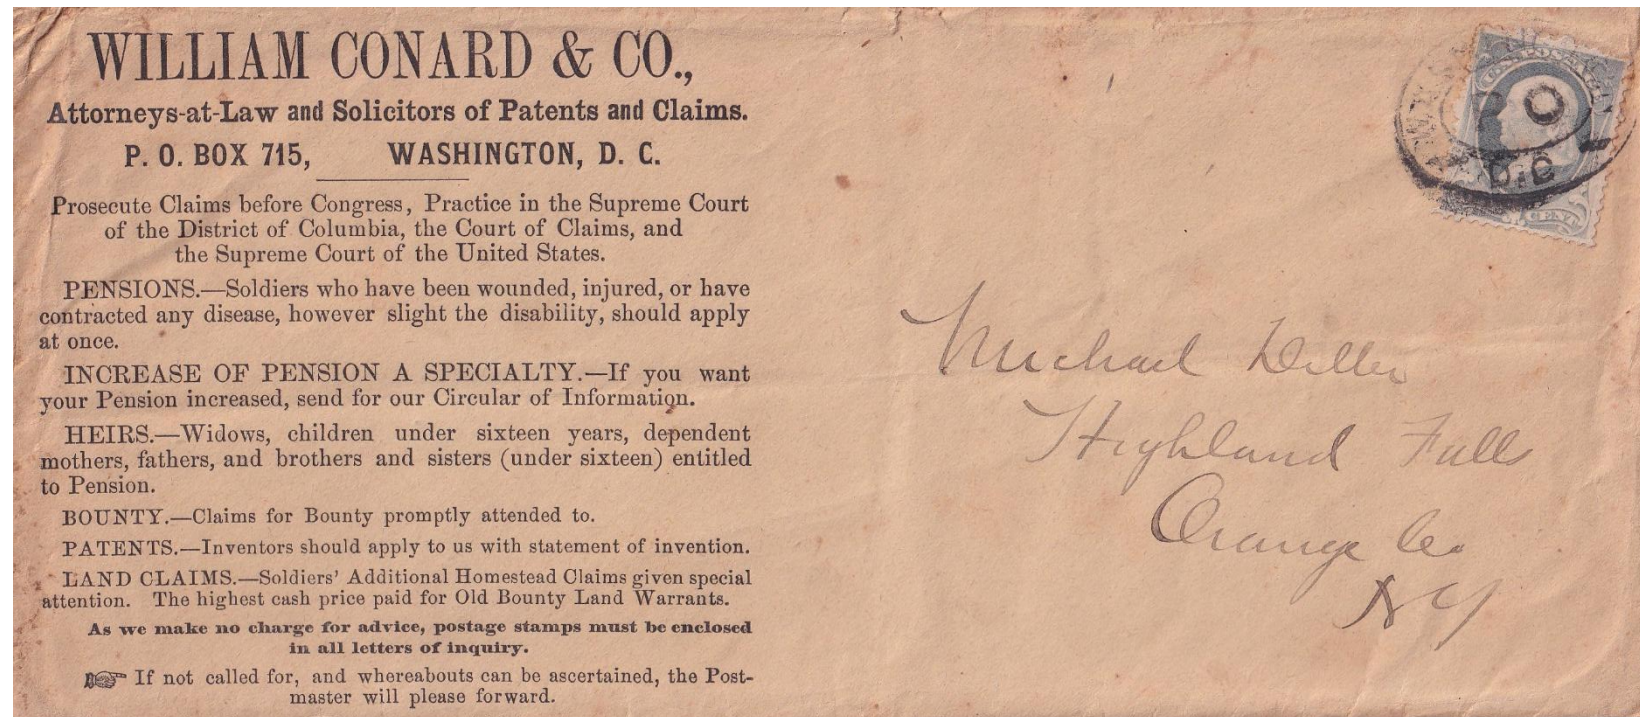 WILLIAM CONARD & CO.,
Attorneys-at-Law and Solicitors of Patents and Claims.
P. O. BOX 715, WASHINGTON, D. C.
Prosecute Claims before Congress, Practice in the Supreme Court
of the District of Columbia, the Court of Claims, and
the Supreme Court of the United States.
PENSIONS.—Soldiers who have been wounded, injured, or have
contracted any disease, however slight the disability, should apply
at once.
INCREASE OF PENSION A SPECIALTY.—If you want
your Pension increased, send for our Circular of Information.
HEIRS.—Widows, children under sixteen years, dependent
mothers, fathers, and brothers and sisters (under sixteen) entitled
to Pension.
BOUNTY.—Claims for Bounty promptly attended to.
PATENTS.—Inventors should apply to us with statement of invention.
LAND CLAIMS.—Soldiers' Additional Homestead Claims given special
attention. The highest cash price paid for Old Bounty Land Warrants.
As we make no charge for advice, postage stamps must be enclosed
in all letters of inquiry.
If not called for, and whereabouts can be ascertained, the Post-
master will please forward.
D.C
Michael
Highland Falls
Orange Co
NY